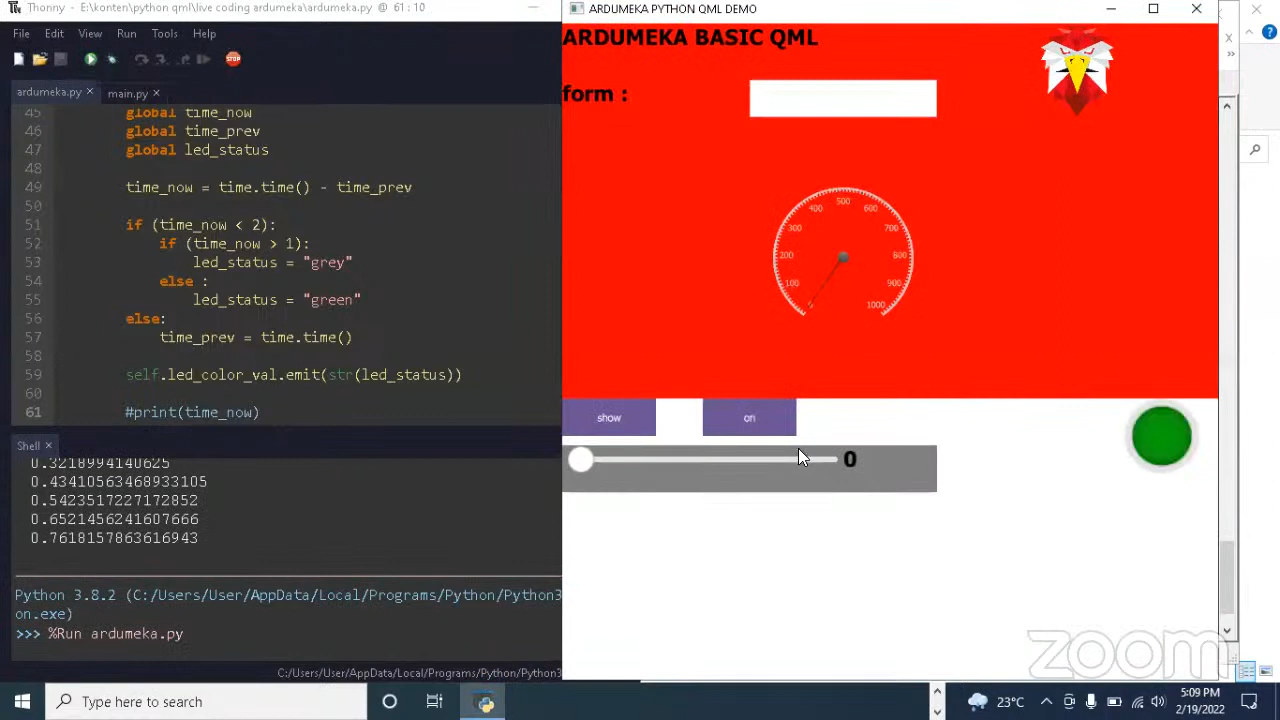 Thonny - E:\konten\python qml\live coding ardumeka\ardumeka.py @ 61:10
File Edit View Run Tools Help
ardumeka.py × main.py ×
45 global time_now
46 global time_prev
47 global led_status
48
49 time_now = time.time() - time_prev
50
51 if (time_now < 2):
52 if (time_now > 1):
53 led_status = "grey"
54 else :
55 led_status = "green"
56 else:
57 time_prev = time.time()
58
59 self.led_color_val.emit(str(led_status))
60
61 #print(time_now)
Shell ×
0.43410563468933105
0.5423517227172852
0.6521456241607666
0.7618157863616943
Python 3.8.2 (C:/Users/User/AppData/Local/Programs/Python/Python3
on.exe)
>>> %Run ardumeka.py
C:/Users/User/AppData/Local/Programs/Python/Python3
ARDUMEKA PYTHON QML DEMO
ARDUMEKA BASIC QML
form :
100
200
300
400
500
600
700
800
900
1000
show
on
0
zoom
STOP
Type here to search
23°C
5:09 PM
2/19/2022